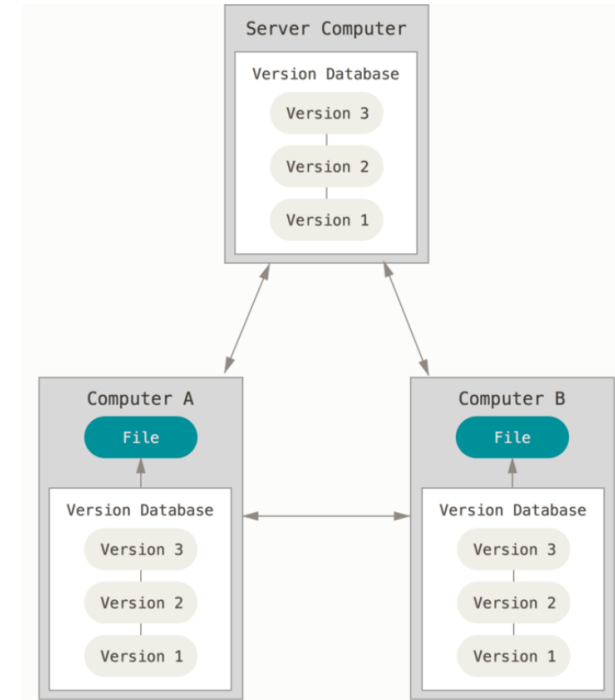 Server Computer
Version Database
Version 3
Version 2
Version 1
Computer A
File
Version Database
Version 3
Version 2
Version 1
Computer B
File
Version Database
Version 3
Version 2
Version 1